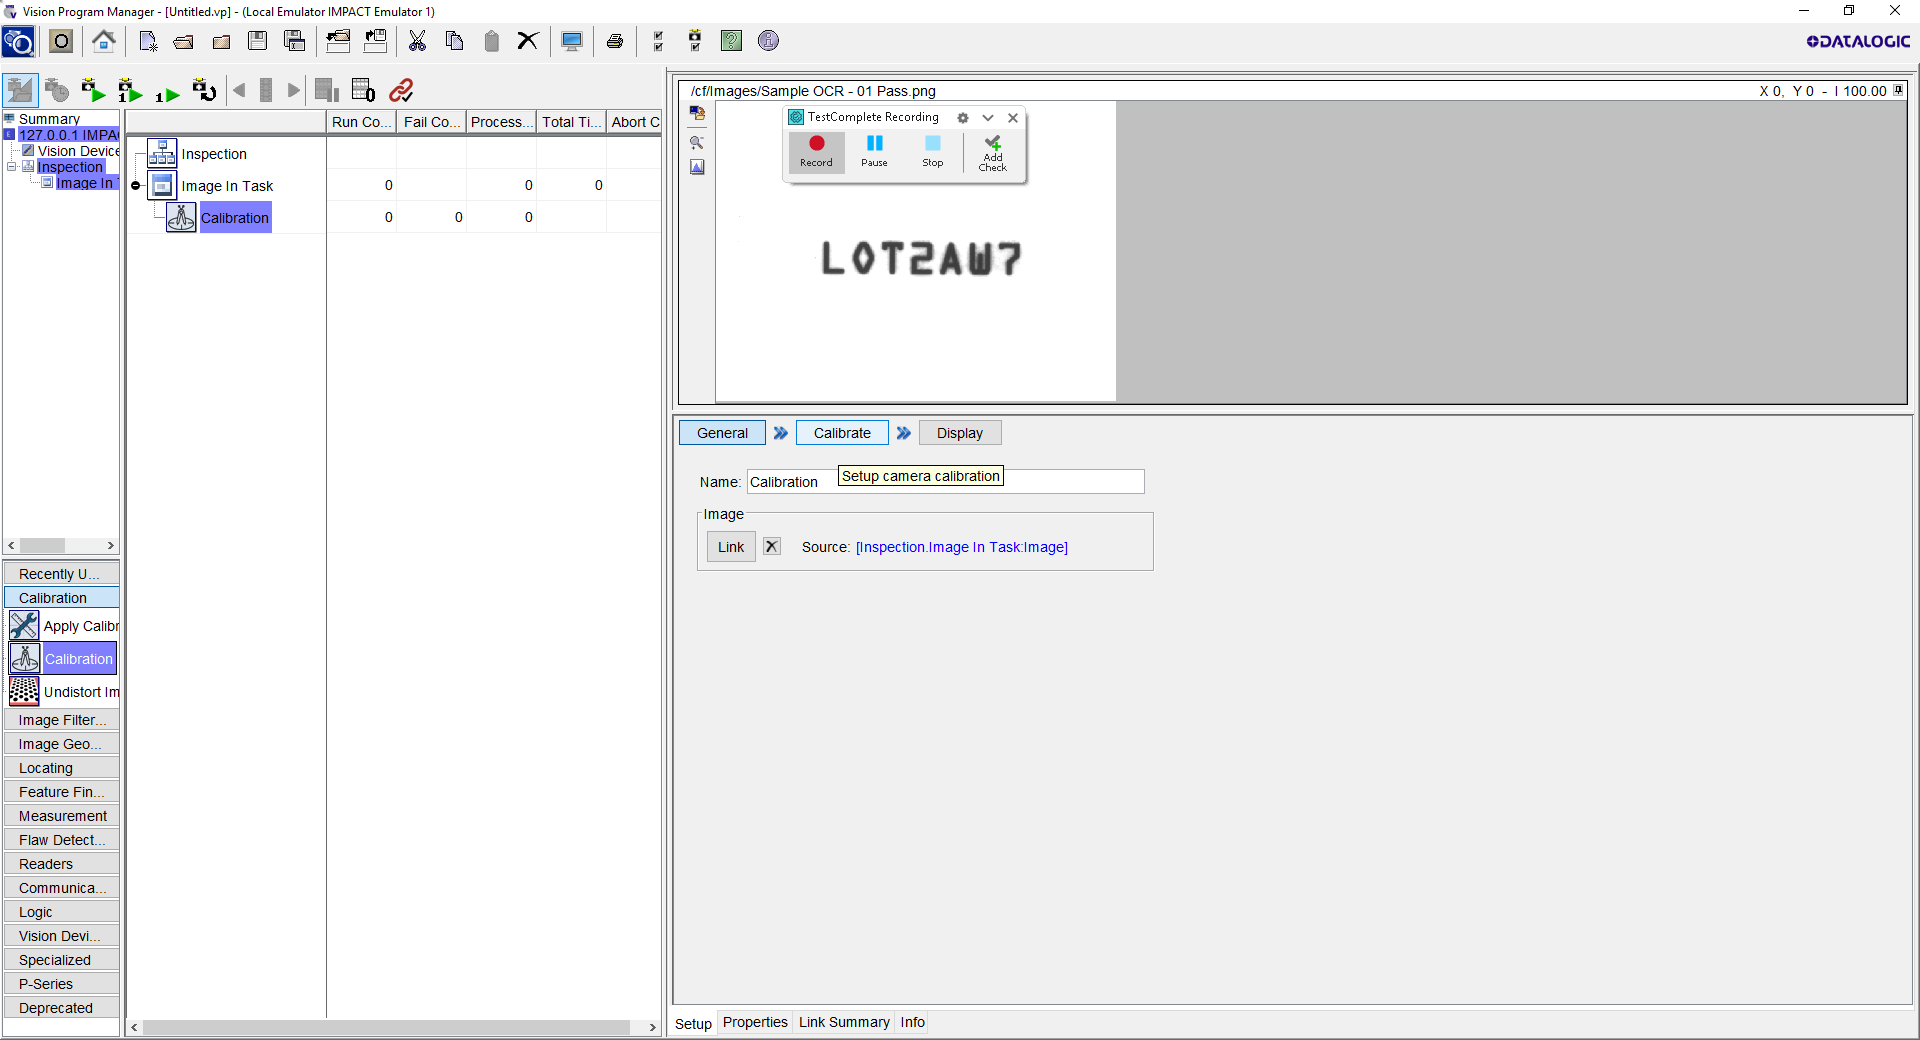 Vision Program Manager - [Untitled.vp] - (Local Emulator IMPACT Emulator 1)
DATALOGIC
Summary
127.0.0.1 IMPA
Vision Device
Inspection
Image In T
Run Co... Fail Co... Process... Total Ti... Abort C
Inspection
Image In Task 0 0 0
Calibration 0 0 0
Recently U...
Calibration
Apply Calibr
Calibration
Undistort Im
Image Filter...
Image Geo...
Locating
Feature Fin...
Measurement
Flaw Detect...
Readers
Communica...
Logic
Vision Devi...
Specialized
P-Series
Deprecated
/cf/Images/Sample OCR - 01 Pass.png X 0, Y 0 - I 100.00
TestComplete Recording
Record Pause Stop Add Check
LOT2AW7
General Calibrate Display
Name: Calibration
Setup camera calibration
Image
Link Source: [Inspection.Image In Task:Image]
Setup Properties Link Summary Info